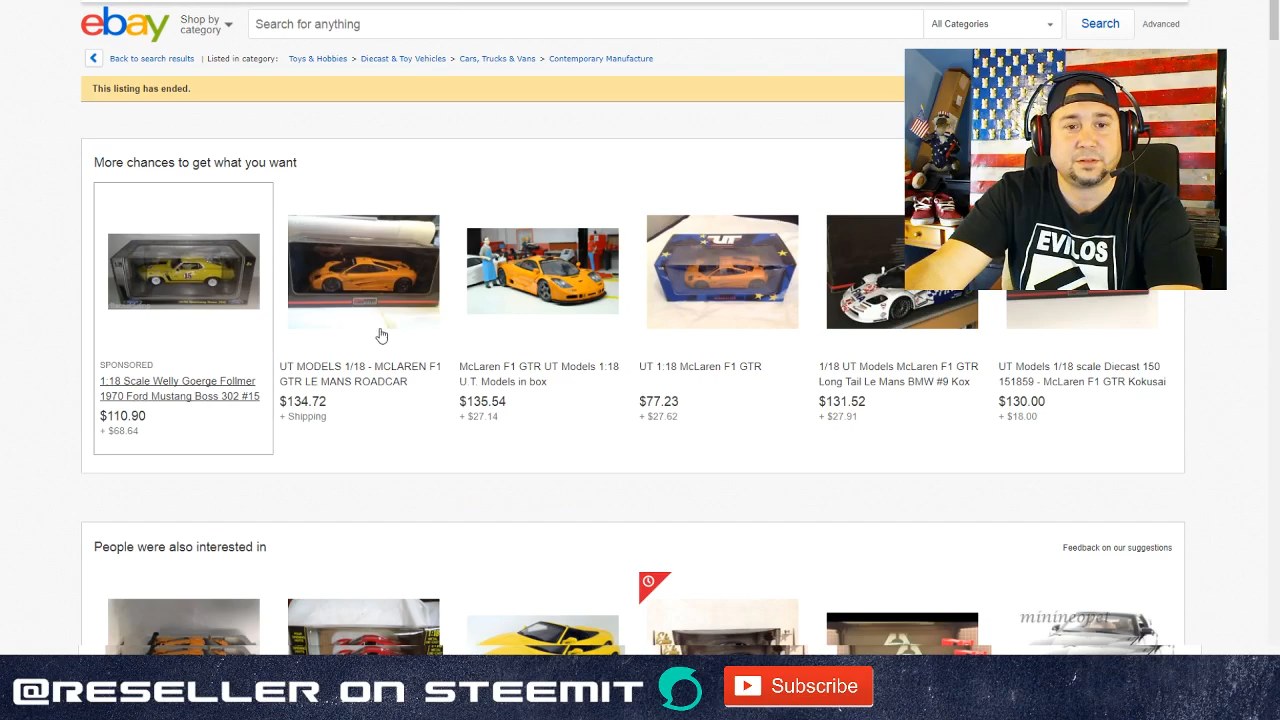 ebay
Shop by
category
Search for anything
All Categories
Search
Advanced
Back to search results | Listed in category: Toys & Hobbies > Diecast & Toy Vehicles > Cars, Trucks & Vans > Contemporary Manufacture
This listing has ended.
EVILOS
More chances to get what you want
UT
SPONSORED
1:18 Scale Welly Goerge Follmer
1970 Ford Mustang Boss 302 #15
$110.90
+ $68.64
UT MODELS 1/18 - MCLAREN F1
GTR LE MANS ROADCAR
$134.72
+ Shipping
McLaren F1 GTR UT Models 1:18
U.T. Models in box
$135.54
+ $27.14
UT 1:18 McLaren F1 GTR
$77.23
+ $27.62
1/18 UT Models McLaren F1 GTR
Long Tail Le Mans BMW #9 Kox
$131.52
+ $27.91
UT Models 1/18 scale Diecast 150
151859 - McLaren F1 GTR Kokusai
$130.00
+ $18.00
People were also interested in
Feedback on our suggestions
minineopet
@RESELLER ON STEEMIT
Subscribe